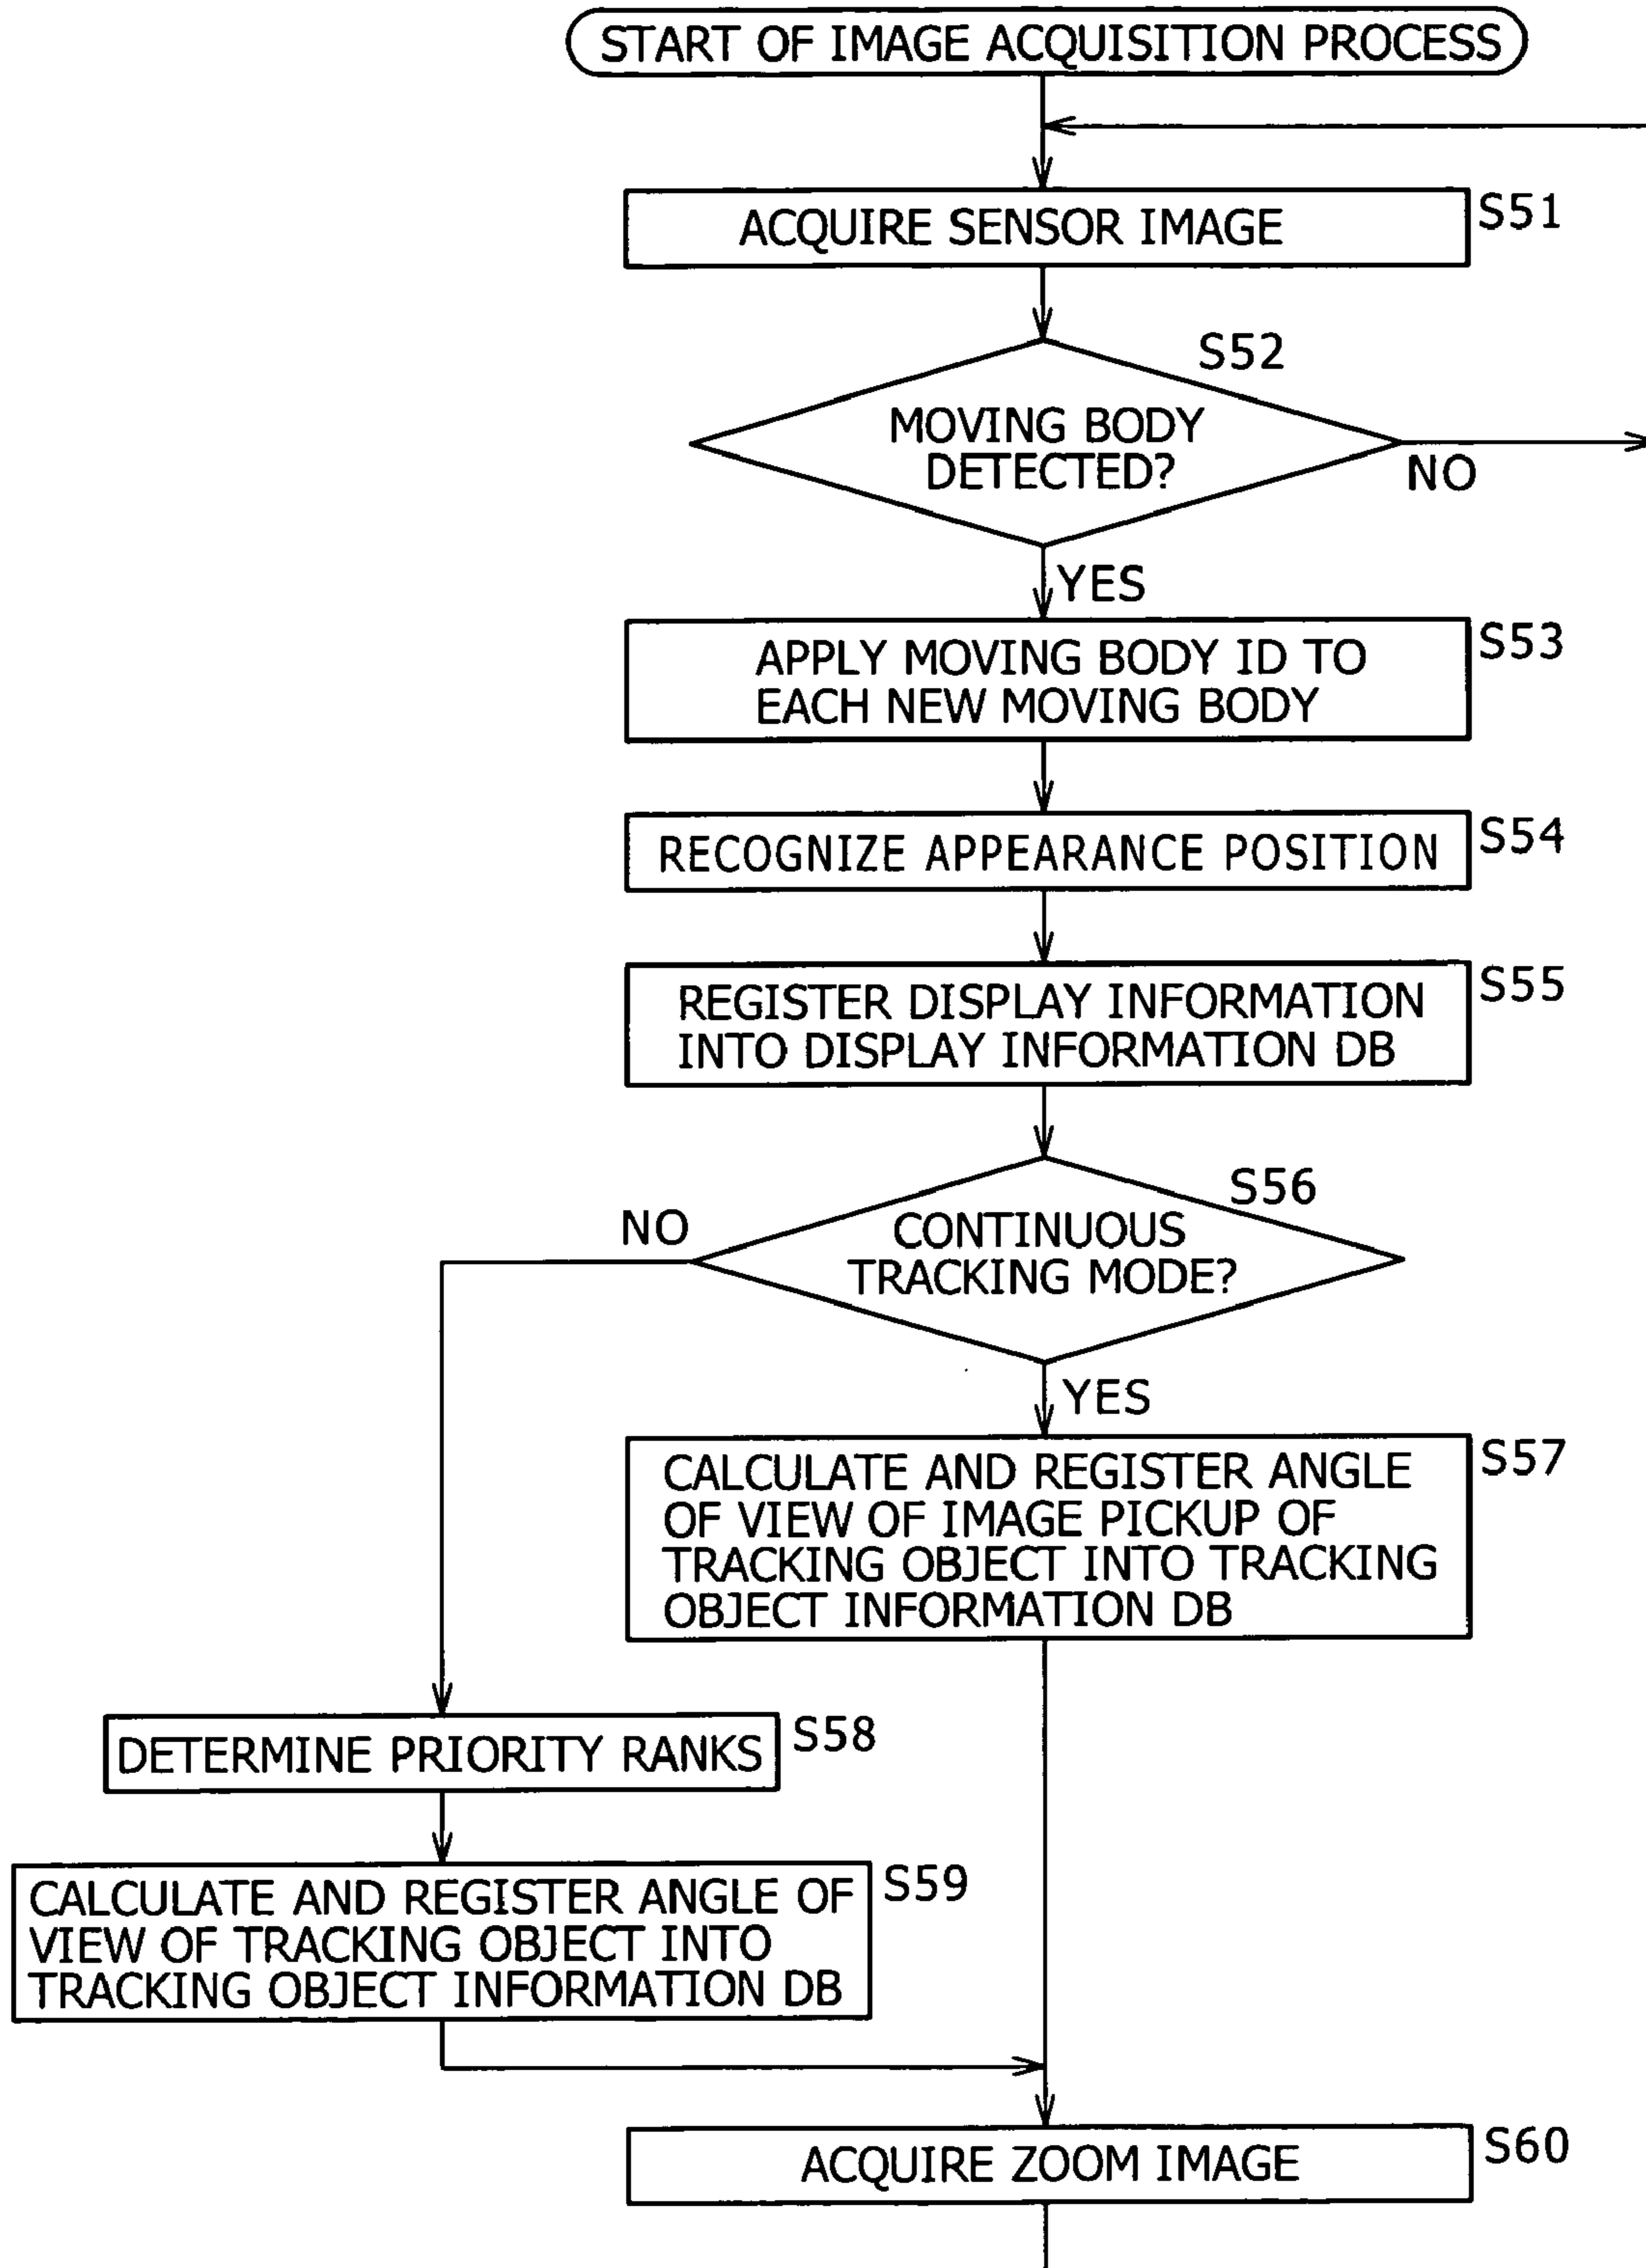 START OF IMAGE ACQUISITION PROCESS
ACQUIRE SENSOR IMAGE
S51
S52
MOVING BODY
DETECTED?
NO
YES
APPLY MOVING BODY ID TO
EACH NEW MOVING BODY
S53
RECOGNIZE APPEARANCE POSITION
S54
REGISTER DISPLAY INFORMATION
INTO DISPLAY INFORMATION DB
S55
S56
NO
CONTINUOUS
TRACKING MODE?
YES
CALCULATE AND REGISTER ANGLE
OF VIEW OF IMAGE PICKUP OF
TRACKING OBJECT INTO TRACKING
OBJECT INFORMATION DB
S57
DETERMINE PRIORITY RANKS
S58
CALCULATE AND REGISTER ANGLE OF
VIEW OF TRACKING OBJECT INTO
TRACKING OBJECT INFORMATION DB
S59
ACQUIRE ZOOM IMAGE
S60